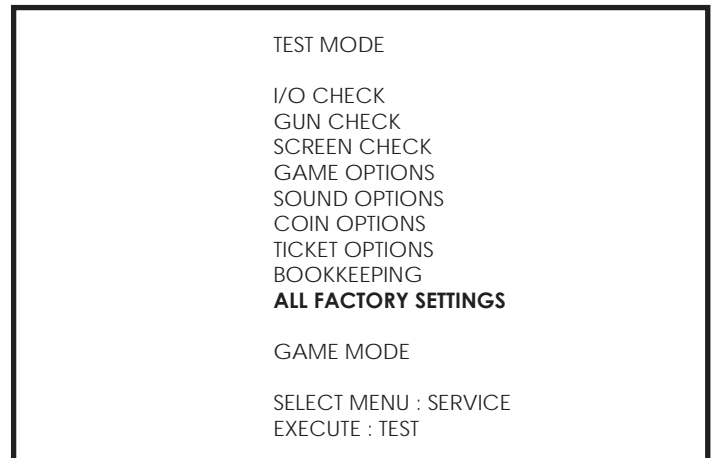 TEST MODE
I/O CHECK
GUN CHECK
SCREEN CHECK
GAME OPTIONS
SOUND OPTIONS
COIN OPTIONS
TICKET OPTIONS
BOOKKEEPING
ALL FACTORY SETTINGS
GAME MODE
SELECT MENU : SERVICE
EXECUTE : TEST